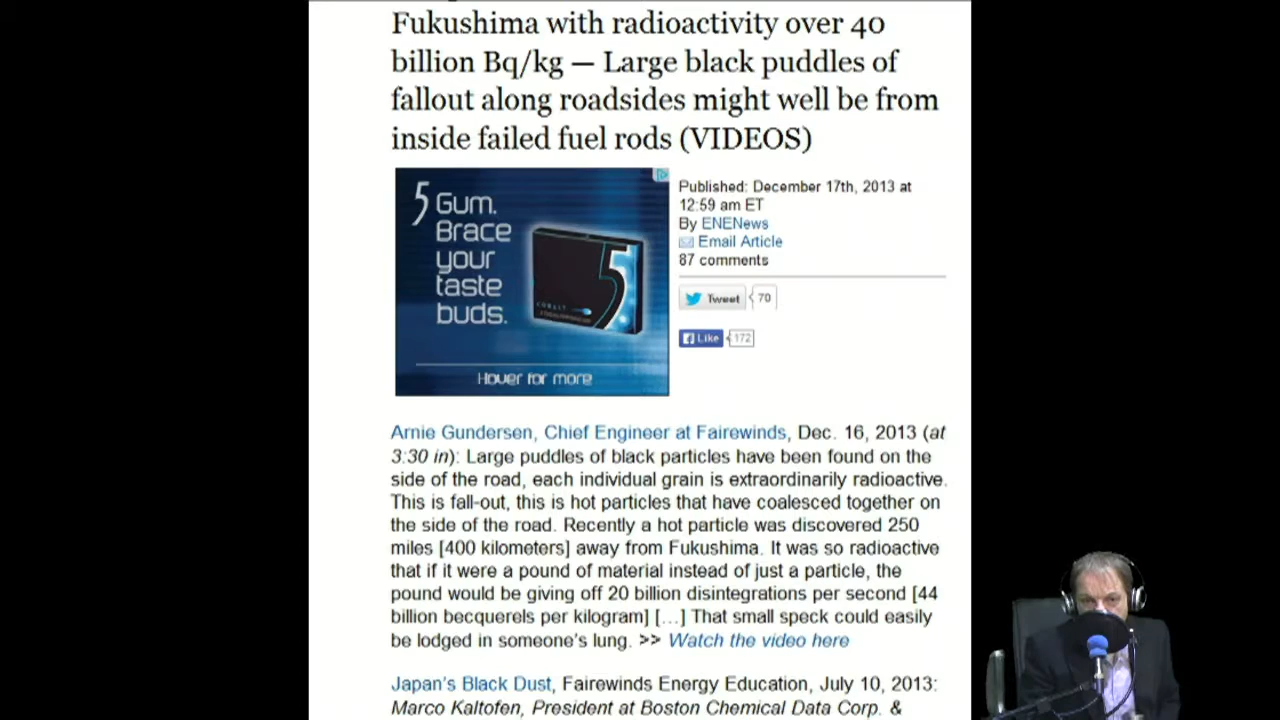 Fukushima with radioactivity over 40
billion Bq/kg — Large black puddles of
fallout along roadsides might well be from
inside failed fuel rods (VIDEOS)
5 Gum.
Brace
your
taste
buds.
5
COBALT
Hover for more
Published: December 17th, 2013 at
12:59 am ET
By ENENews
Email Article
87 comments
Tweet 70
Like 172
Arnie Gundersen, Chief Engineer at Fairewinds, Dec. 16, 2013 (at
3:30 in): Large puddles of black particles have been found on the
side of the road, each individual grain is extraordinarily radioactive.
This is fall-out, this is hot particles that have coalesced together on
the side of the road. Recently a hot particle was discovered 250
miles [400 kilometers] away from Fukushima. It was so radioactive
that if it were a pound of material instead of just a particle, the
pound would be giving off 20 billion disintegrations per second [44
billion becquerels per kilogram] […] That small speck could easily
be lodged in someone's lung. >> Watch the video here
Japan's Black Dust, Fairewinds Energy Education, July 10, 2013:
Marco Kaltofen, President at Boston Chemical Data Corp. &